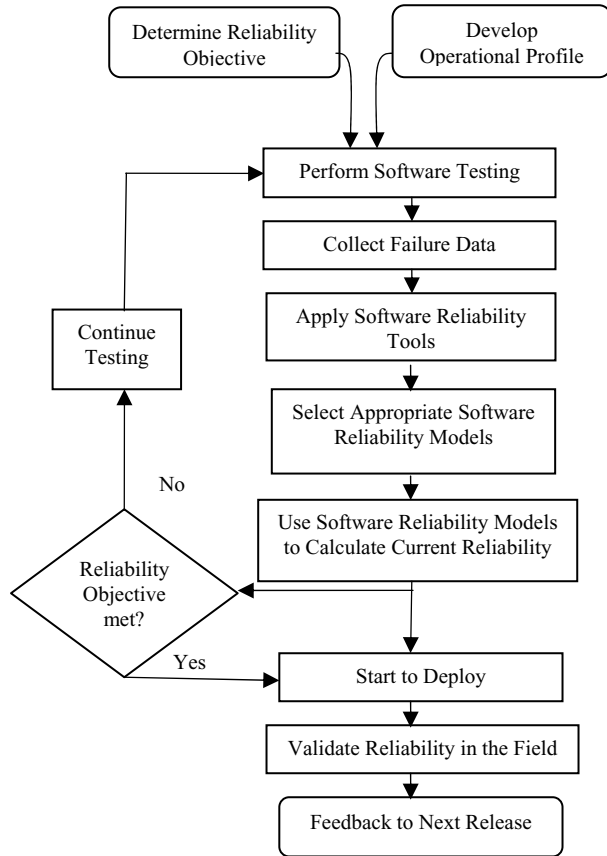 Determine Reliability
Objective
Develop
Operational Profile
Perform Software Testing
Collect Failure Data
Apply Software Reliability
Tools
Continue
Testing
Select Appropriate Software
Reliability Models
No
Use Software Reliability Models
to Calculate Current Reliability
Reliability
Objective
met?
Yes
Start to Deploy
Validate Reliability in the Field
Feedback to Next Release